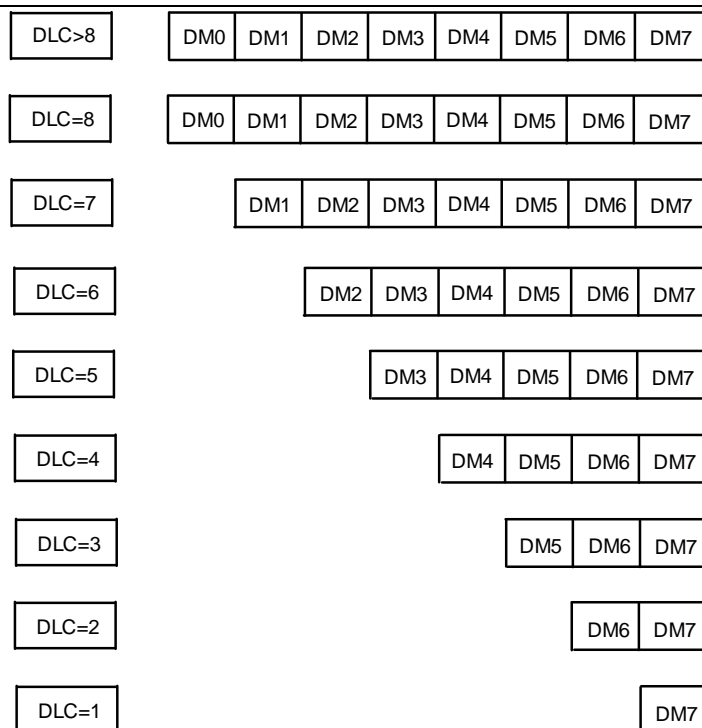 DLC>8 DM0 DM1 DM2 DM3 DM4 DM5 DM6 DM7
DLC=8 DM0 DM1 DM2 DM3 DM4 DM5 DM6 DM7
DLC=7 DM1 DM2 DM3 DM4 DM5 DM6 DM7
DLC=6 DM2 DM3 DM4 DM5 DM6 DM7
DLC=5 DM3 DM4 DM5 DM6 DM7
DLC=4 DM4 DM5 DM6 DM7
DLC=3 DM5 DM6 DM7
DLC=2 DM6 DM7
DLC=1 DM7